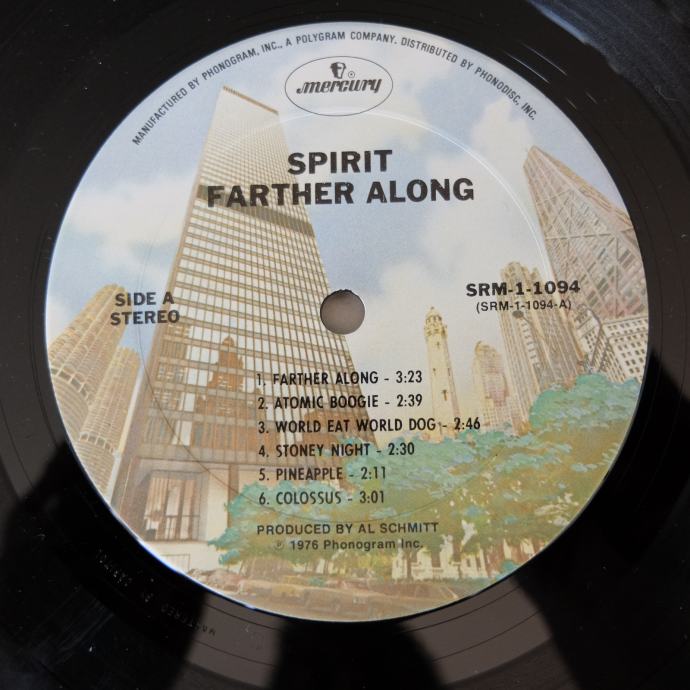 MANUFACTURED BY PHONOGRAM, INC., A POLYGRAM COMPANY. DISTRIBUTED BY PHONODISC, INC.
mercury
SPIRIT
FARTHER ALONG
SIDE A
STEREO
SRM-1-1094
(SRM-1-1094-A)
1. FARTHER ALONG - 3:23
2. ATOMIC BOOGIE - 2:39
3. WORLD EAT WORLD DOG - 2:46
4. STONEY NIGHT - 2:30
5. PINEAPPLE - 2:11
6. COLOSSUS - 3:01
PRODUCED BY AL SCHMITT
℗ 1976 Phonogram Inc.